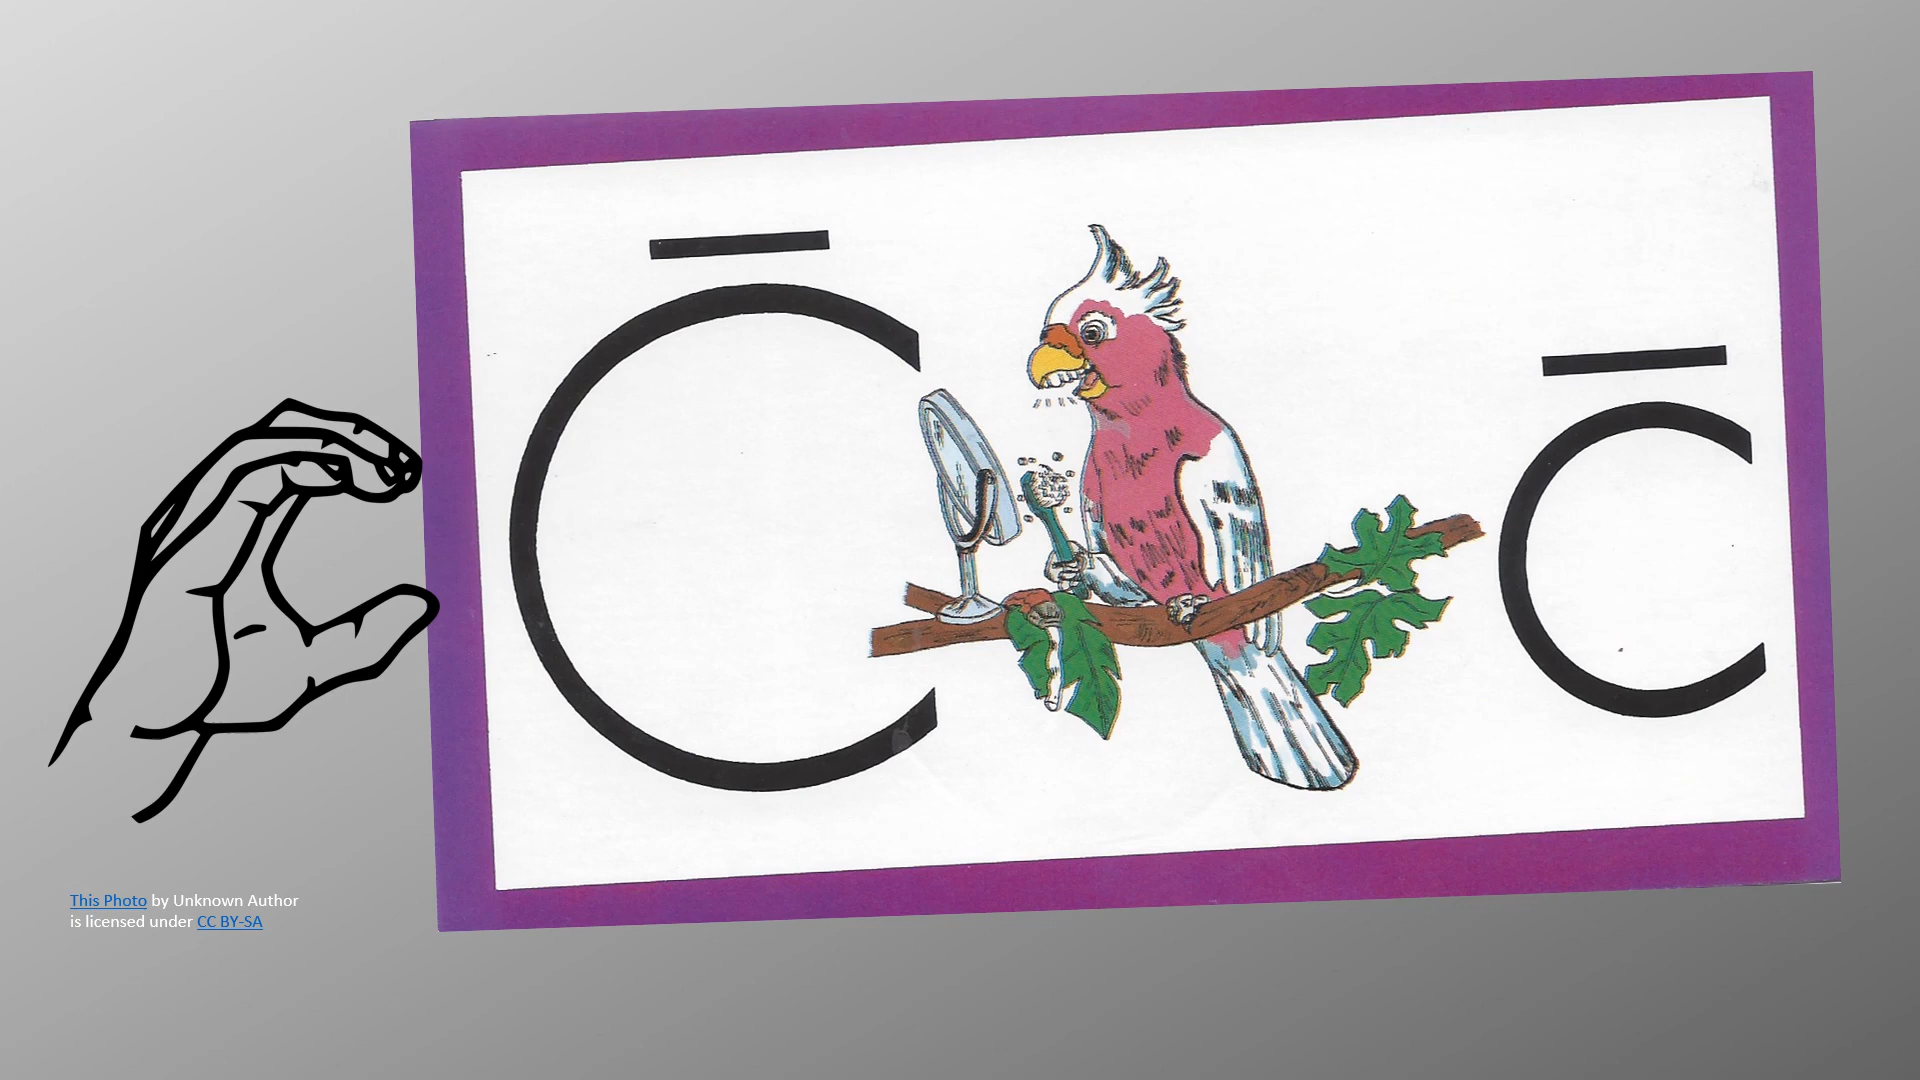 C̄ c̄
This Photo by Unknown Author
is licensed under CC BY-SA